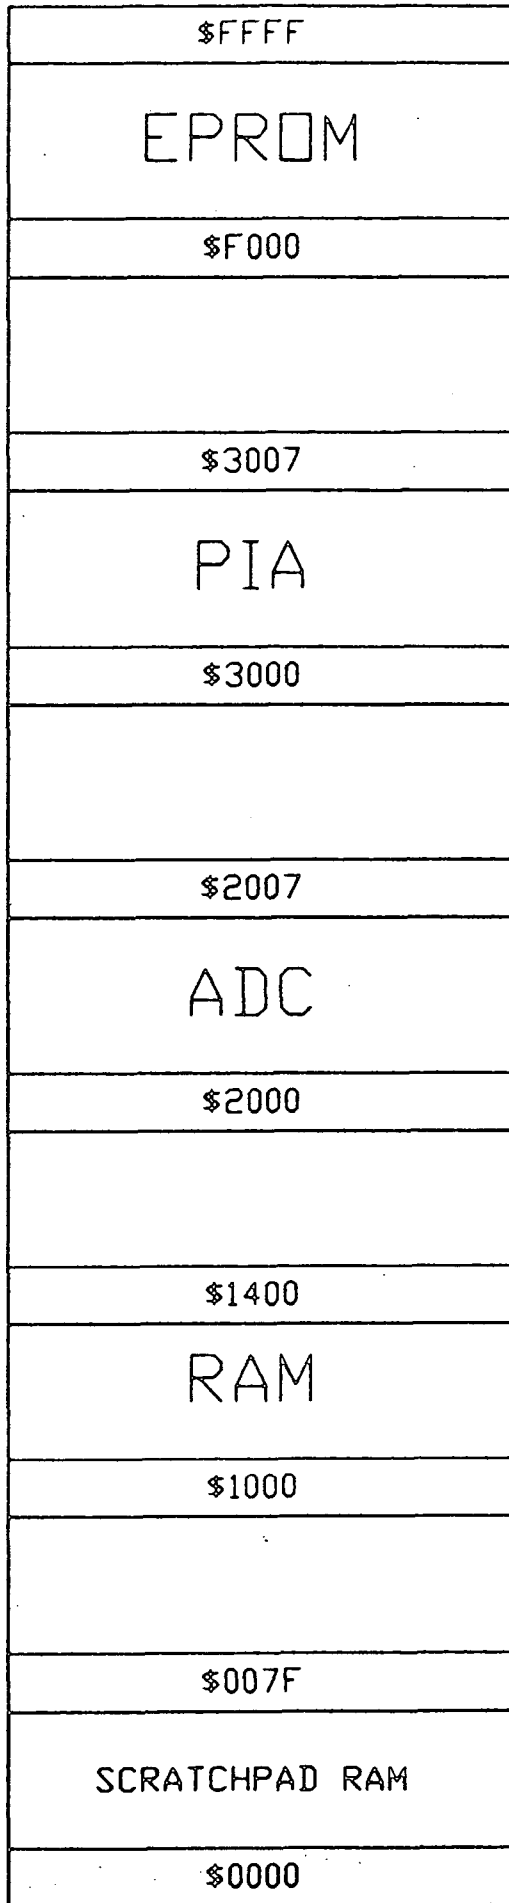 $FFFF
EPROM
$F000
$3007
PIA
$3000
$2007
ADC
$2000
$1400
RAM
$1000
$007F
SCRATCHPAD RAM
$0000